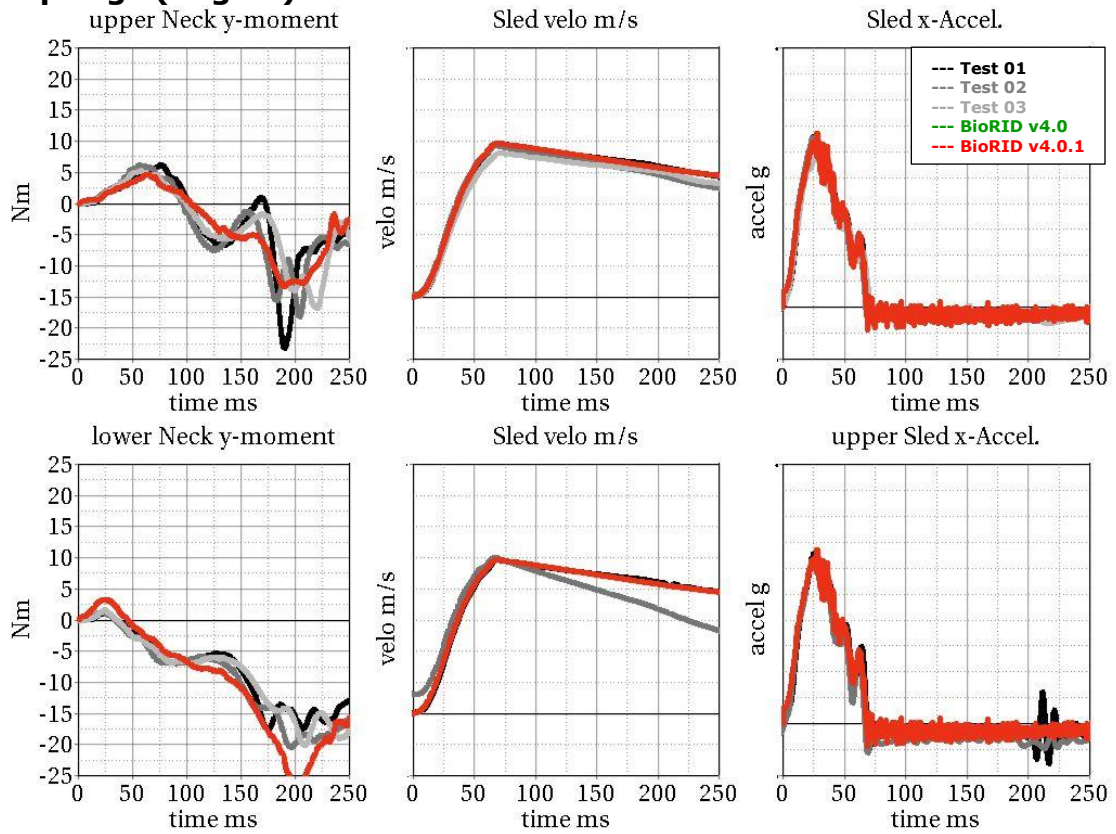 upper Neck y-moment
Sled velo m/s
Sled x-Accel.
25
20
15
10
5
0
-5
-10
-15
-20
-25
Nm
0 50 100 150 200 250
time ms
velo m/s
0 50 100 150 200 250
time ms
accel g
0 50 100 150 200 250
time ms
--- Test 01
--- Test 02
--- Test 03
--- BioRID v4.0
--- BioRID v4.0.1
lower Neck y-moment
Sled velo m/s
upper Sled x-Accel.
25
20
15
10
5
0
-5
-10
-15
-20
-25
Nm
0 50 100 150 200 250
time ms
velo m/s
0 50 100 150 200 250
time ms
accel g
0 50 100 150 200 250
time ms